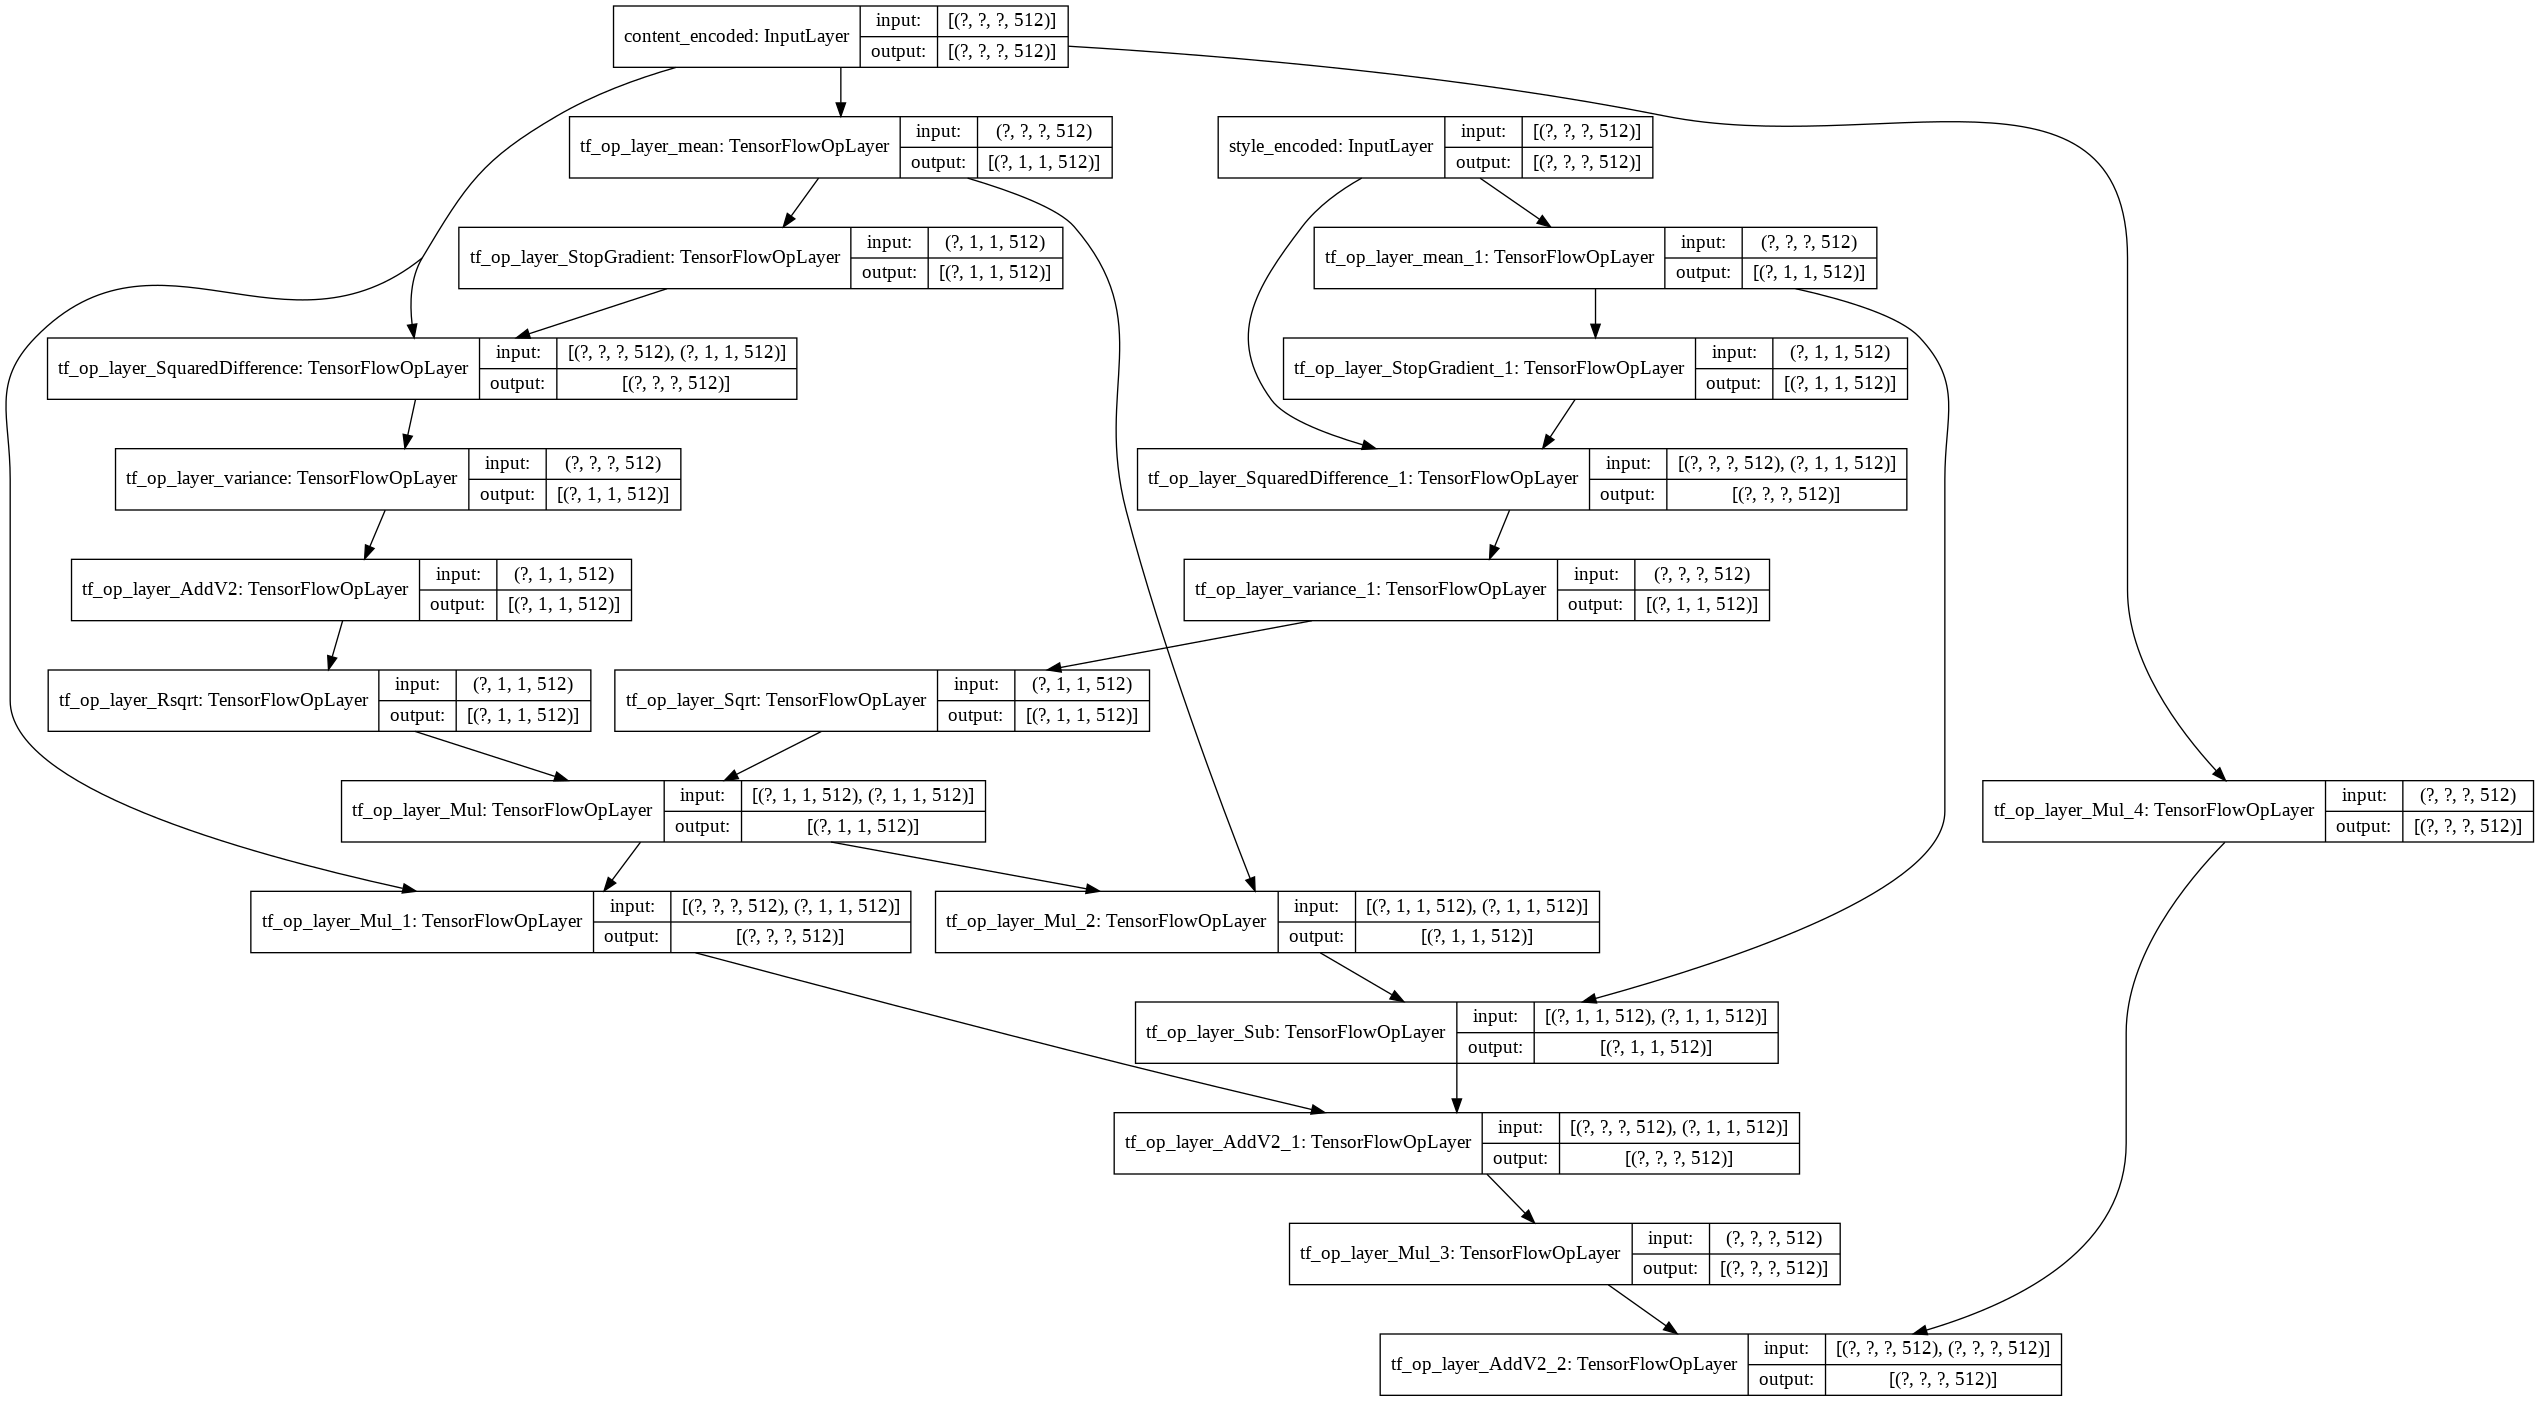 content_encoded: InputLayer
input:
[(?, ?, ?, 512)]
output:
[(?, ?, ?, 512)]
tf_op_layer_mean: TensorFlowOpLayer
input:
(?, ?, ?, 512)
output:
[(?, 1, 1, 512)]
style_encoded: InputLayer
input:
[(?, ?, ?, 512)]
output:
[(?, ?, ?, 512)]
tf_op_layer_StopGradient: TensorFlowOpLayer
input:
(?, 1, 1, 512)
output:
[(?, 1, 1, 512)]
tf_op_layer_mean_1: TensorFlowOpLayer
input:
(?, ?, ?, 512)
output:
[(?, 1, 1, 512)]
tf_op_layer_SquaredDifference: TensorFlowOpLayer
input:
[(?, ?, ?, 512), (?, 1, 1, 512)]
output:
[(?, ?, ?, 512)]
tf_op_layer_StopGradient_1: TensorFlowOpLayer
input:
(?, 1, 1, 512)
output:
[(?, 1, 1, 512)]
tf_op_layer_variance: TensorFlowOpLayer
input:
(?, ?, ?, 512)
output:
[(?, 1, 1, 512)]
tf_op_layer_SquaredDifference_1: TensorFlowOpLayer
input:
[(?, ?, ?, 512), (?, 1, 1, 512)]
output:
[(?, ?, ?, 512)]
tf_op_layer_AddV2: TensorFlowOpLayer
input:
(?, 1, 1, 512)
output:
[(?, 1, 1, 512)]
tf_op_layer_variance_1: TensorFlowOpLayer
input:
(?, ?, ?, 512)
output:
[(?, 1, 1, 512)]
tf_op_layer_Rsqrt: TensorFlowOpLayer
input:
(?, 1, 1, 512)
output:
[(?, 1, 1, 512)]
tf_op_layer_Sqrt: TensorFlowOpLayer
input:
(?, 1, 1, 512)
output:
[(?, 1, 1, 512)]
tf_op_layer_Mul: TensorFlowOpLayer
input:
[(?, 1, 1, 512), (?, 1, 1, 512)]
output:
[(?, 1, 1, 512)]
tf_op_layer_Mul_4: TensorFlowOpLayer
input:
(?, ?, ?, 512)
output:
[(?, ?, ?, 512)]
tf_op_layer_Mul_1: TensorFlowOpLayer
input:
[(?, ?, ?, 512), (?, 1, 1, 512)]
output:
[(?, ?, ?, 512)]
tf_op_layer_Mul_2: TensorFlowOpLayer
input:
[(?, 1, 1, 512), (?, 1, 1, 512)]
output:
[(?, 1, 1, 512)]
tf_op_layer_Sub: TensorFlowOpLayer
input:
[(?, 1, 1, 512), (?, 1, 1, 512)]
output:
[(?, 1, 1, 512)]
tf_op_layer_AddV2_1: TensorFlowOpLayer
input:
[(?, ?, ?, 512), (?, 1, 1, 512)]
output:
[(?, ?, ?, 512)]
tf_op_layer_Mul_3: TensorFlowOpLayer
input:
(?, ?, ?, 512)
output:
[(?, ?, ?, 512)]
tf_op_layer_AddV2_2: TensorFlowOpLayer
input:
[(?, ?, ?, 512), (?, ?, ?, 512)]
output:
[(?, ?, ?, 512)]